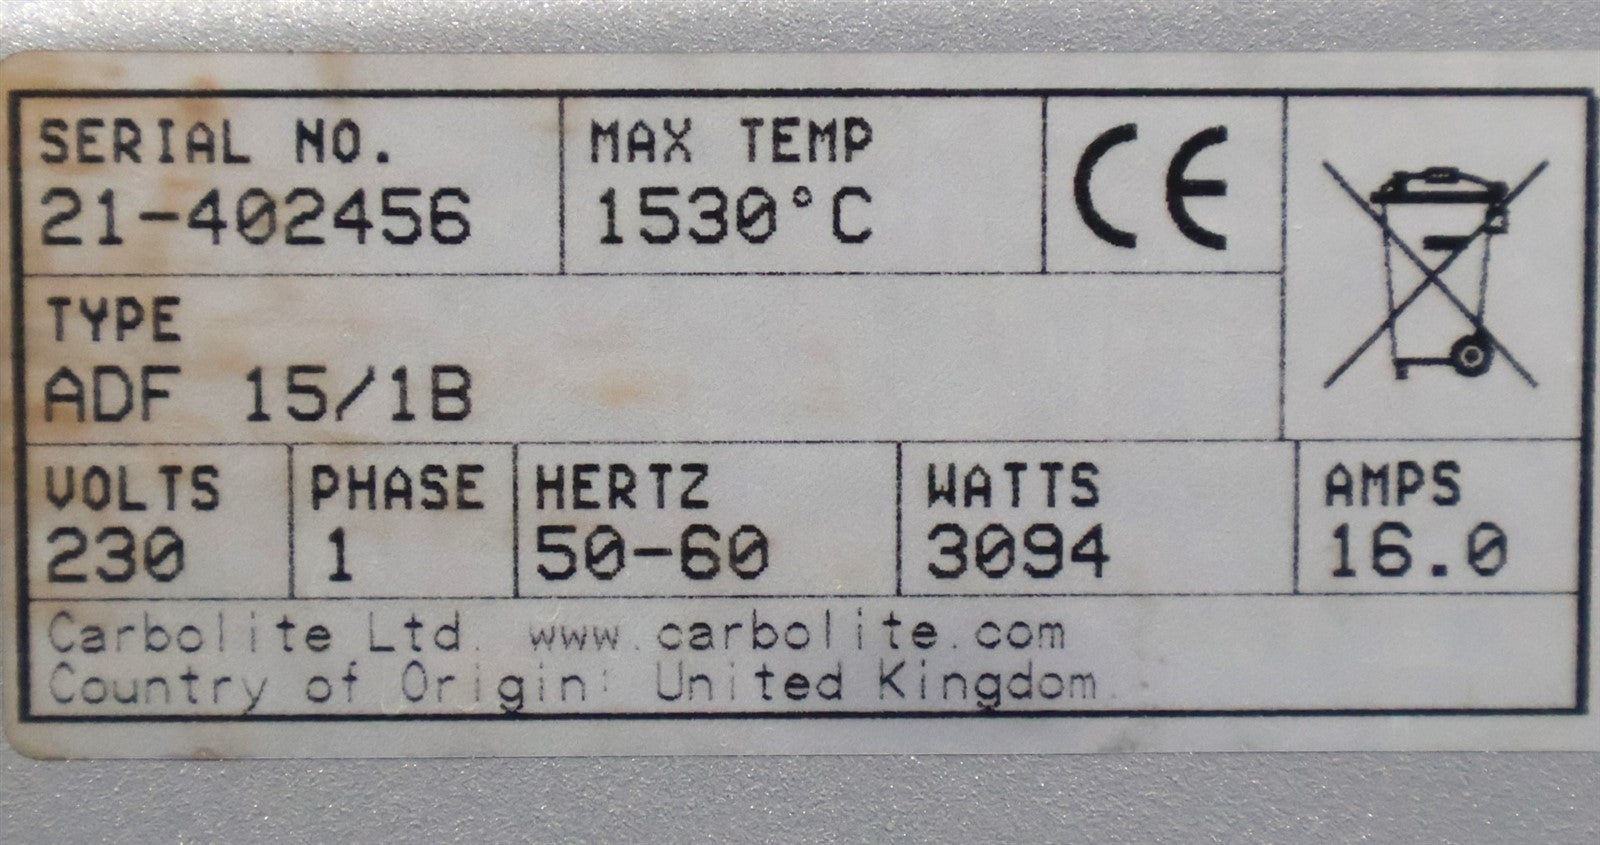 SERIAL NO.
21-402456
MAX TEMP
1530°C
CE
TYPE
ADF 15/1B
VOLTS
230
PHASE
1
HERTZ
50-60
WATTS
3094
AMPS
16.0
Carbolite Ltd. www.carbolite.com
Country of Origin: United Kingdom.